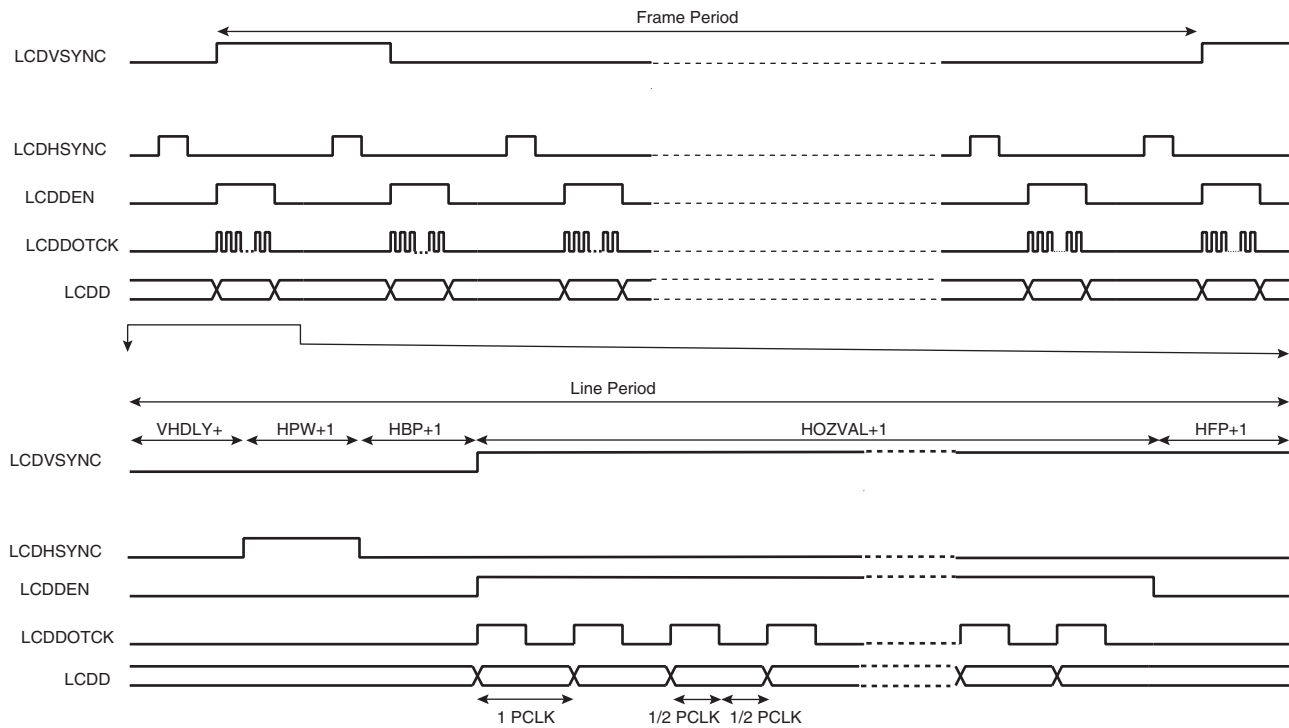 Frame Period
LCDVSYNC
LCDHSYNC
LCDDEN
LCDDOTCK
LCDD
Line Period
VHDLY+ HPW+1 HBP+1 HOZVAL+1 HFP+1
LCDVSYNC
LCDHSYNC
LCDDEN
LCDDOTCK
LCDD
1 PCLK 1/2 PCLK 1/2 PCLK